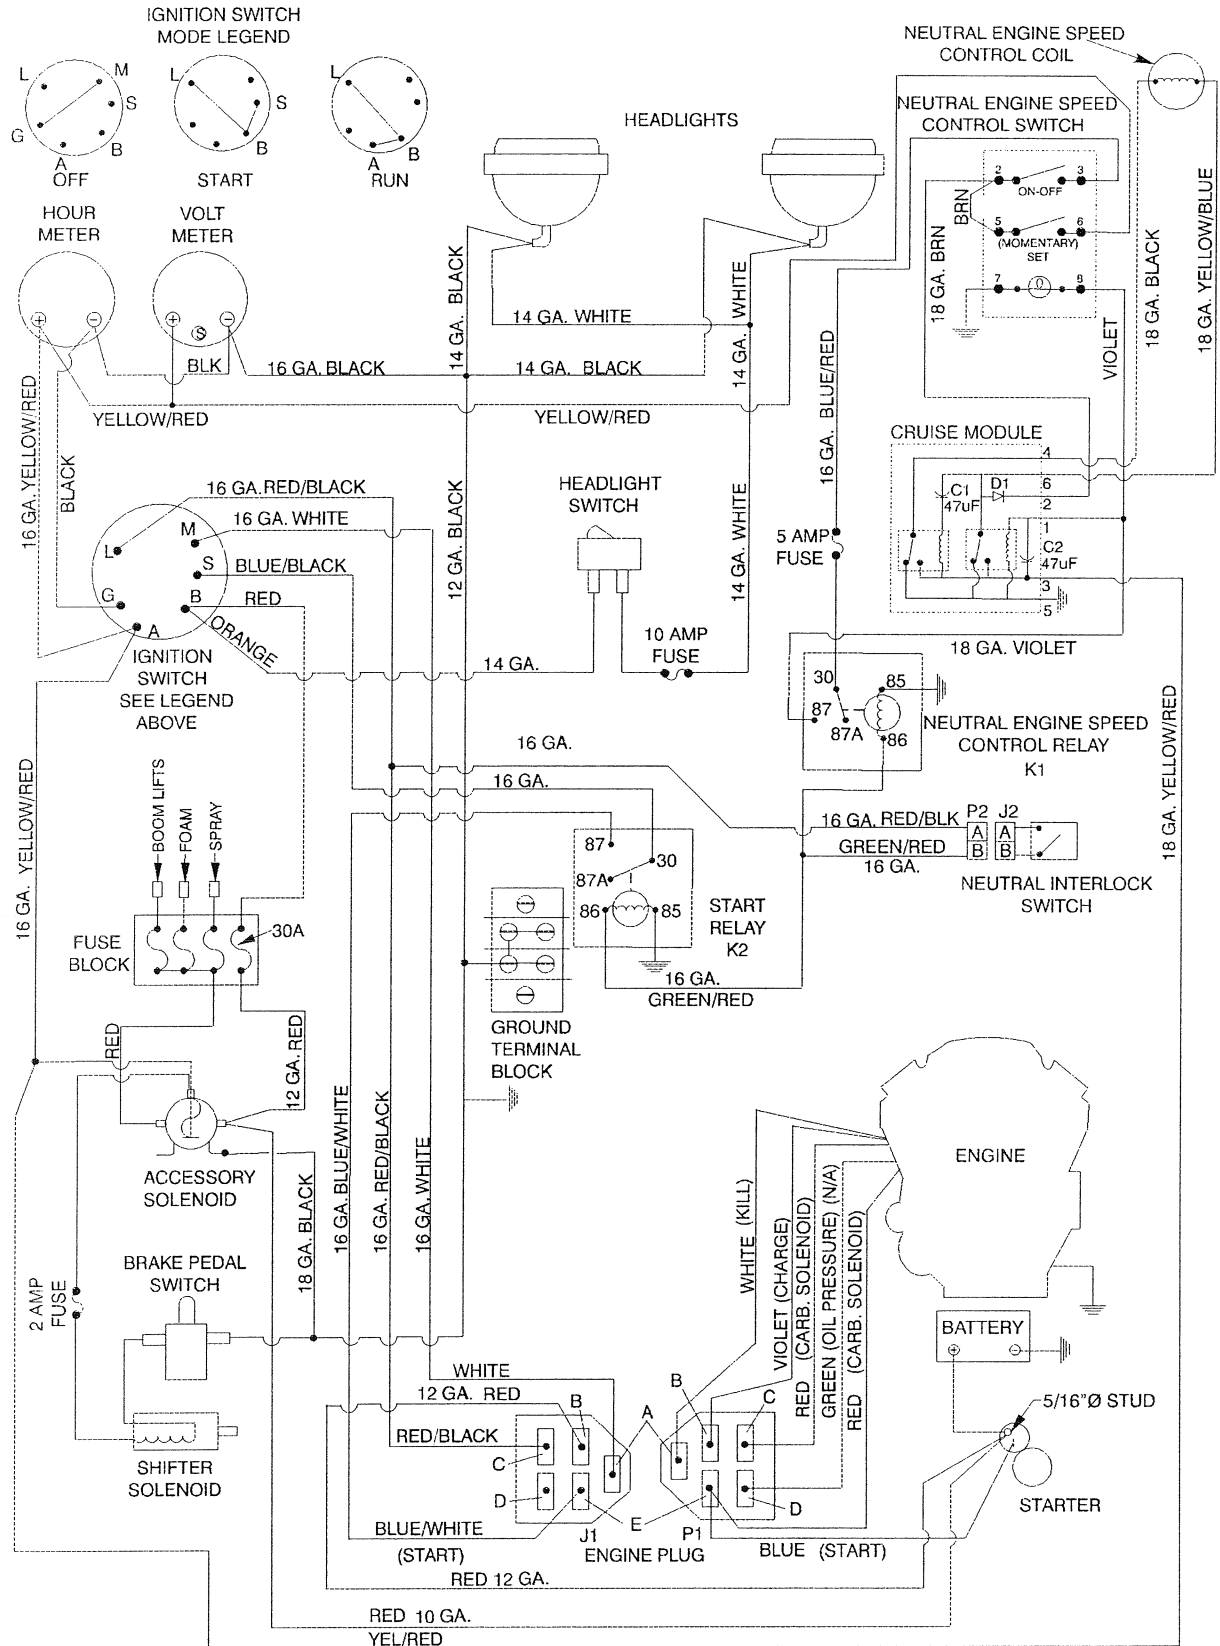 IGNITION SWITCH
MODE LEGEND
L
M
S
B
A
G
OFF
L
S
B
START
L
A
B
RUN
HEADLIGHTS
NEUTRAL ENGINE SPEED
CONTROL COIL
NEUTRAL ENGINE SPEED
CONTROL SWITCH
2
3
ON-OFF
BRN
5
6
(MOMENTARY)
SET
7
8
18 GA. BRN
VIOLET
18 GA. BLACK
18 GA. YELLOW/BLUE
HOUR
METER
+
−
VOLT
METER
+
S
−
BLK
16 GA. BLACK
YELLOW/RED
14 GA. BLACK
14 GA. WHITE
14 GA. BLACK
14 GA. WHITE
YELLOW/RED
16 GA. BLUE/RED
16 GA. YELLOW/RED
BLACK
16 GA. RED/BLACK
16 GA. WHITE
BLUE/BLACK
RED
ORANGE
L
M
S
B
G
A
IGNITION
SWITCH
SEE LEGEND
ABOVE
12 GA. BLACK
HEADLIGHT
SWITCH
14 GA. WHITE
14 GA.
10 AMP
FUSE
5 AMP
FUSE
CRUISE MODULE
4
6
2
1
3
5
C1
47uF
D1
C2
47uF
18 GA. VIOLET
30
85
87
87A
86
NEUTRAL ENGINE SPEED
CONTROL RELAY
K1
18 GA. YELLOW/RED
16 GA.
16 GA.
16 GA. RED/BLK
GREEN/RED
16 GA.
P2
J2
A
B
A
B
NEUTRAL INTERLOCK
SWITCH
16 GA. YELLOW/RED
BOOM LIFTS
FOAM
SPRAY
FUSE
BLOCK
30A
RED
12 GA. RED
87
30
87A
86
85
START
RELAY
K2
16 GA.
GREEN/RED
GROUND
TERMINAL
BLOCK
ACCESSORY
SOLENOID
18 GA. BLACK
16 GA. BLUE/WHITE
16 GA. RED/BLACK
16 GA. WHITE
BRAKE PEDAL
SWITCH
2 AMP
FUSE
SHIFTER
SOLENOID
ENGINE
WHITE (KILL)
VIOLET (CHARGE)
RED (CARB. SOLENOID)
GREEN (OIL PRESSURE) (N/A)
RED (CARB. SOLENOID)
BATTERY
+
−
5/16"Ø STUD
STARTER
WHITE
12 GA. RED
RED/BLACK
B
C
D
A
E
B
C
D
J1
P1
ENGINE PLUG
BLUE/WHITE
(START)
BLUE (START)
RED 12 GA.
RED 10 GA.
YEL/RED